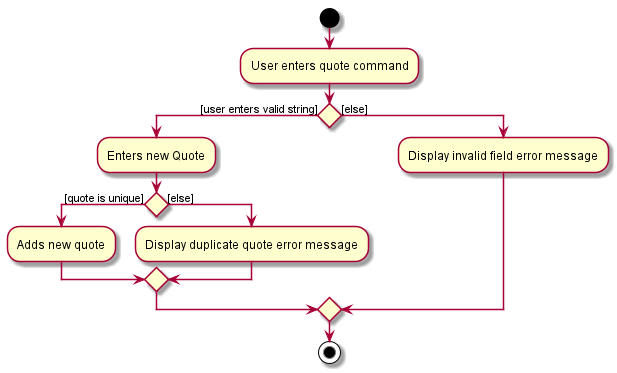 User enters quote command
[user enters valid string]
[else]
Enters new Quote
Display invalid field error message
[quote is unique]
[else]
Adds new quote
Display duplicate quote error message